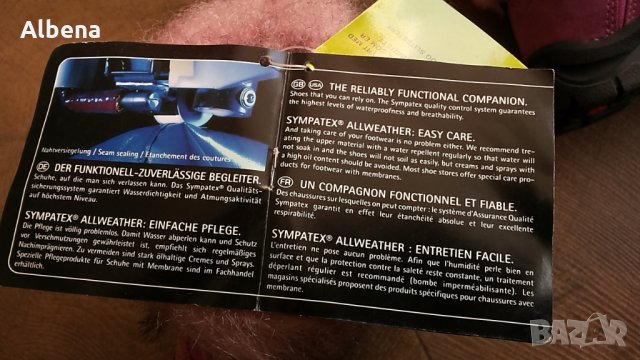 Albena
Nahtversiegelung / Seam sealing / Etanchement des coutures
DE DER FUNKTIONELL-ZUVERLÄSSIGE BEGLEITER.
Schuhe, auf die man sich verlassen kann. Das Sympatex® Qualitäts-
sicherungssystem garantiert Wasserdichtigkeit und Atmungsaktivität
auf höchstem Niveau.
SYMPATEX® ALLWEATHER: EINFACHE PFLEGE.
Die Pflege ist völlig problemlos. Damit Wasser abperlen kann und Schutz
vor Verschmutzungen gewährleistet ist, empfiehlt sich regelmäßiges
Nachimprägnieren. Zu vermeiden sind stark ölhaltige Cremes und Sprays.
Spezielle Pflegeprodukte für Schuhe mit Membrane sind im Fachhandel
erhältlich.
GB USA THE RELIABLY FUNCTIONAL COMPANION.
Shoes that you can rely on. The Sympatex quality control system guarantees
the highest levels of waterproofness and breathability.
SYMPATEX® ALLWEATHER: EASY CARE.
And taking care of your footwear is no problem either. We recommend tre-
ating the upper material with a water repellent regularly so that water will
not soak in and the shoes will not soil as easily, but creams and sprays with
a high oil content should be avoided. Most shoe stores offer special care pro-
ducts for footwear with membranes.
FR UN COMPAGNON FONCTIONNEL ET FIABLE.
Des chaussures sur lesquelles on peut compter : le système d'Assurance Qualité
Sympatex garantit en effet leur étanchéité absolue et leur excellente
respirabilité.
SYMPATEX® ALLWEATHER : ENTRETIEN FACILE.
L'entretien ne pose aucun problème. Afin que l'humidité perle bien en
surface et que la protection contre la saleté reste constante, un traitement
déperlant régulier est recommandé (bombe imperméabilisante). Les
magasins spécialisés proposent des produits spécifiques pour chaussures avec
membrane.
BAZAR